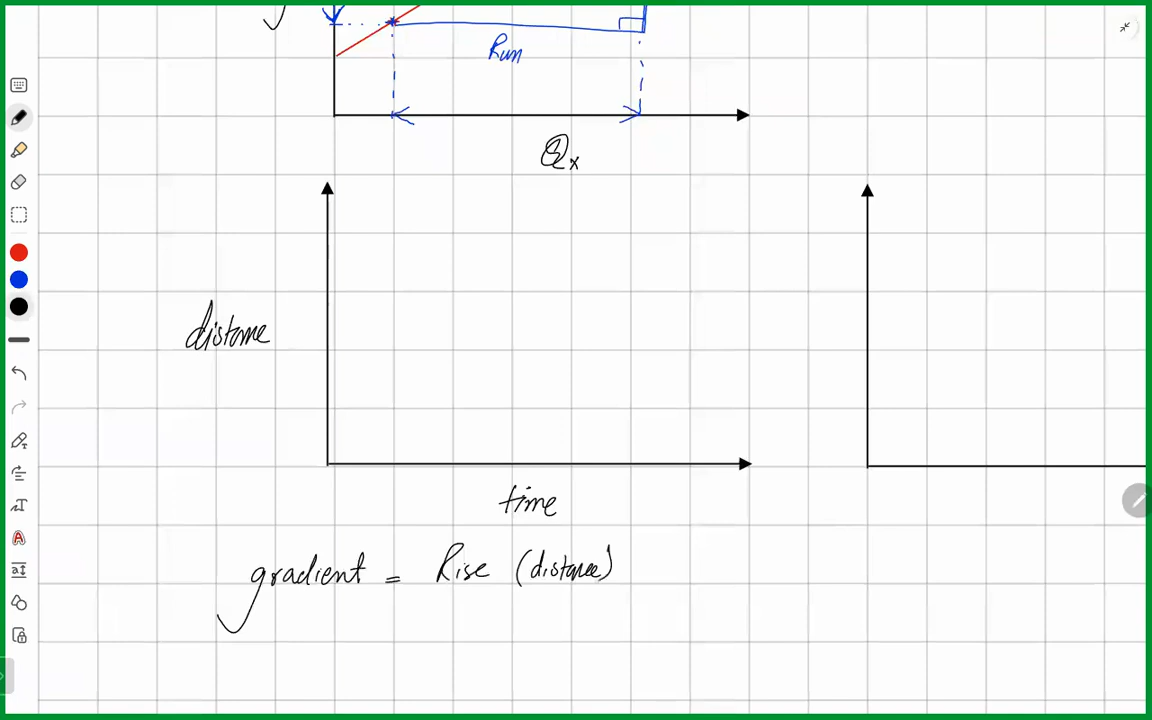 Run
Qx
distance
time
gradient = Rise (distance)